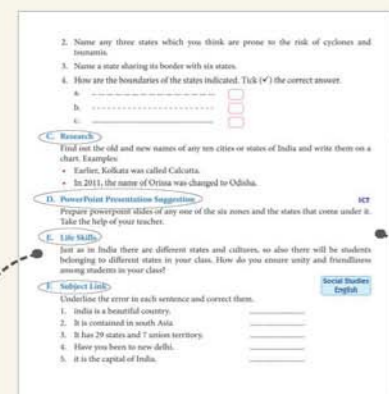 2. Name any three states which you think are prone to the risk of cyclones and
tsunamis.
3. Name a state sharing its border with six states.
4. How are the boundaries of the states indicated. Tick (✓) the correct answer.
a.
b.
c.
C. Research
Find out the old and new names of any ten cities or states of India and write them on a
chart. Examples:
• Earlier, Kolkata was called Calcutta.
• In 2011, the name of Orissa was changed to Odisha.
D. PowerPoint Presentation Suggestion ICT
Prepare powerpoint slides of any one of the six zones and the states that come under it.
Take the help of your teacher.
E. Life Skills
Just as in India there are different states and cultures, so also there will be students
belonging to different states in your class. How do you ensure unity and friendliness
among students in your class?
F. Subject Link
Social Studies
English
Underline the error in each sentence and correct them.
1. india is a beautiful country.
2. It is contained in south Asia
3. It has 29 states and 7 union territory.
4. Have you been to new delhi.
5. it is the capital of India.